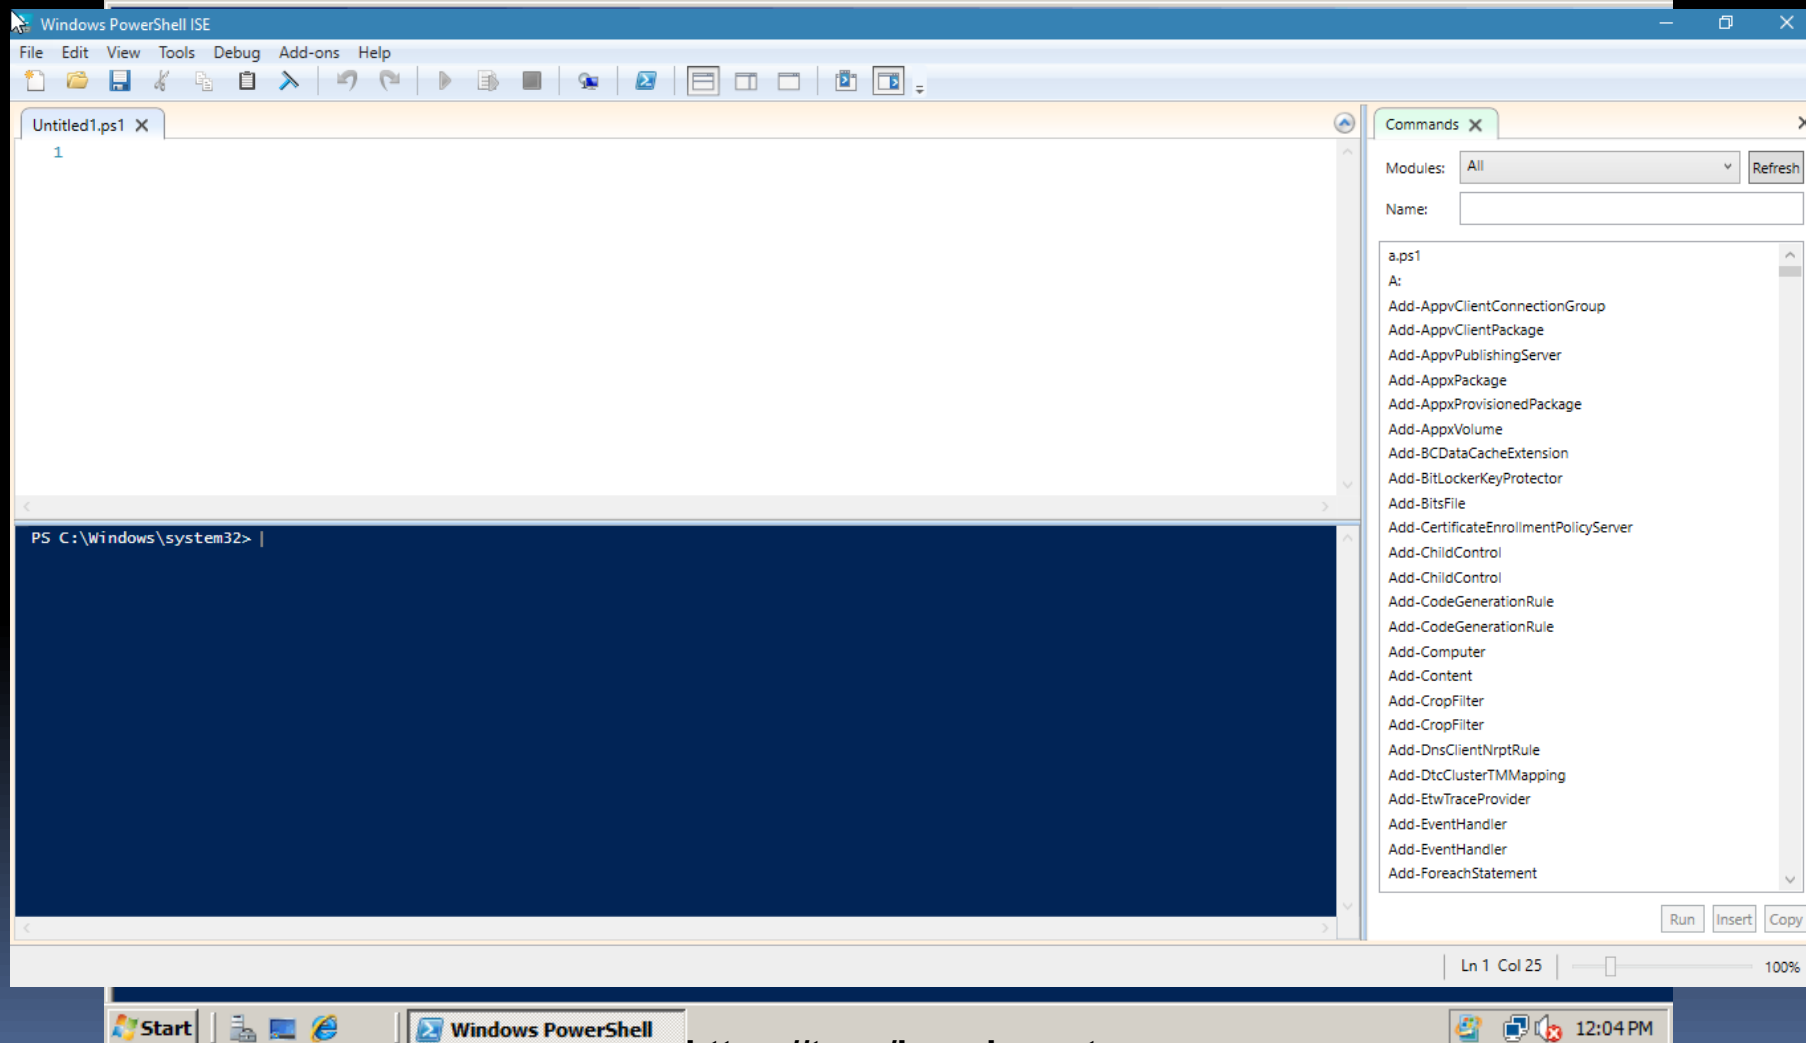 Windows PowerShell ISE
File Edit View Tools Debug Add-ons Help
Untitled1.ps1
1
PS C:\Windows\system32>
Commands
Modules: All Refresh
Name:
a.ps1
A:
Add-AppvClientConnectionGroup
Add-AppvClientPackage
Add-AppvPublishingServer
Add-AppxPackage
Add-AppxProvisionedPackage
Add-AppxVolume
Add-BCDataCacheExtension
Add-BitLockerKeyProtector
Add-BitsFile
Add-CertificateEnrollmentPolicyServer
Add-ChildControl
Add-ChildControl
Add-CodeGenerationRule
Add-CodeGenerationRule
Add-Computer
Add-Content
Add-CropFilter
Add-CropFilter
Add-DnsClientNrptRule
Add-DtcClusterTMMapping
Add-EtwTraceProvider
Add-EventHandler
Add-EventHandler
Add-ForeachStatement
Run Insert Copy
Ln 1 Col 25 100%
Start Windows PowerShell 12:04 PM